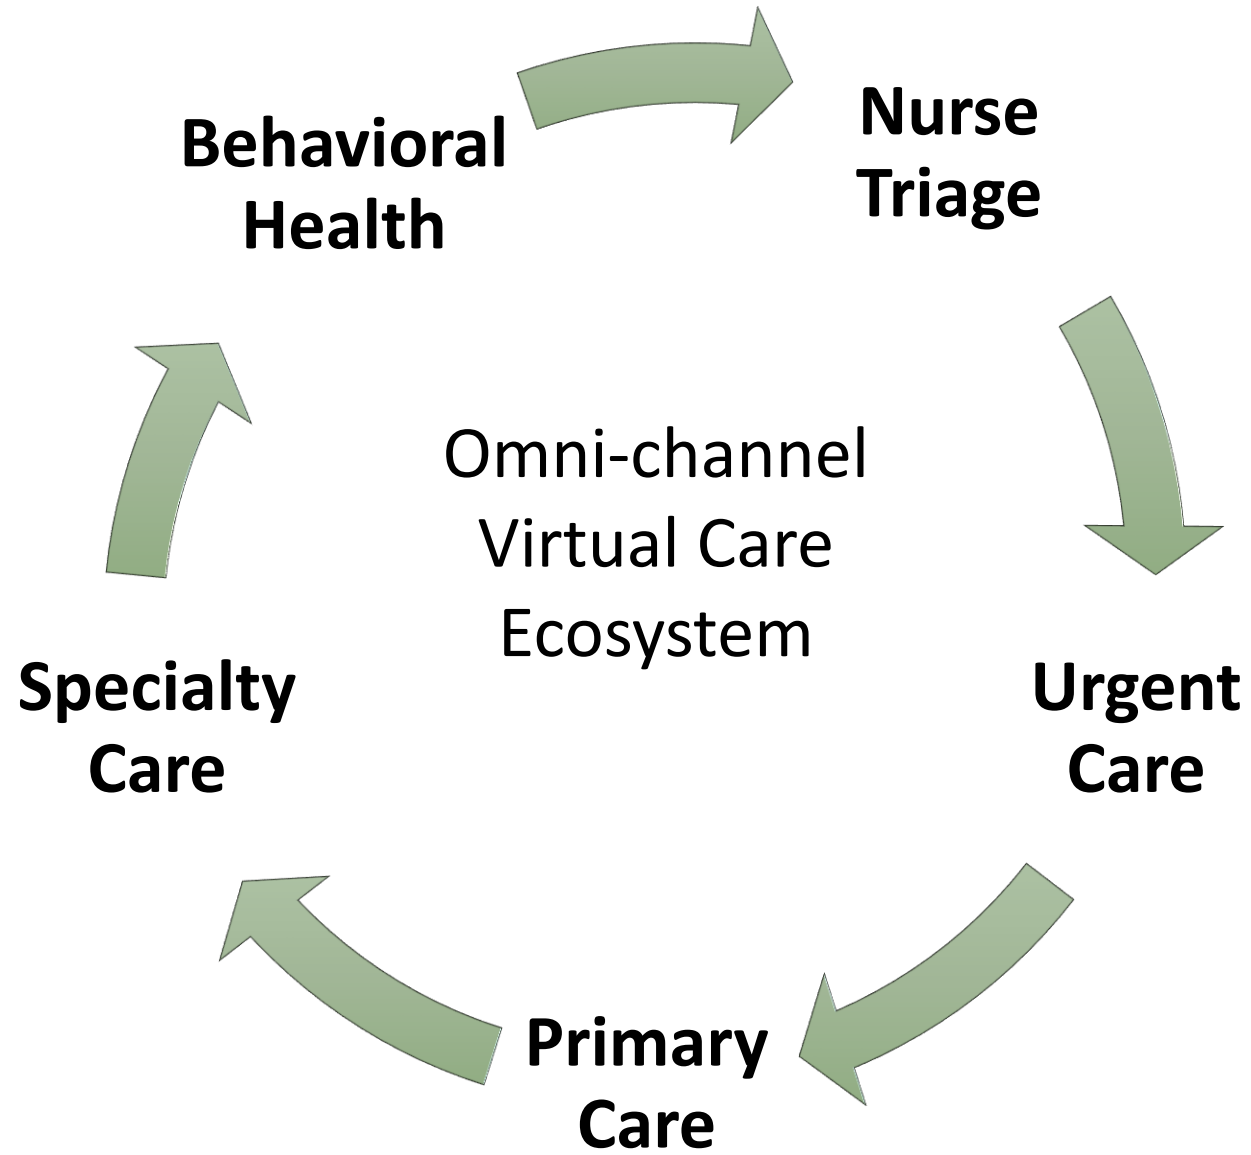 Behavioral
Health
Nurse
Triage
Omni-channel
Virtual Care
Ecosystem
Specialty
Care
Urgent
Care
Primary
Care